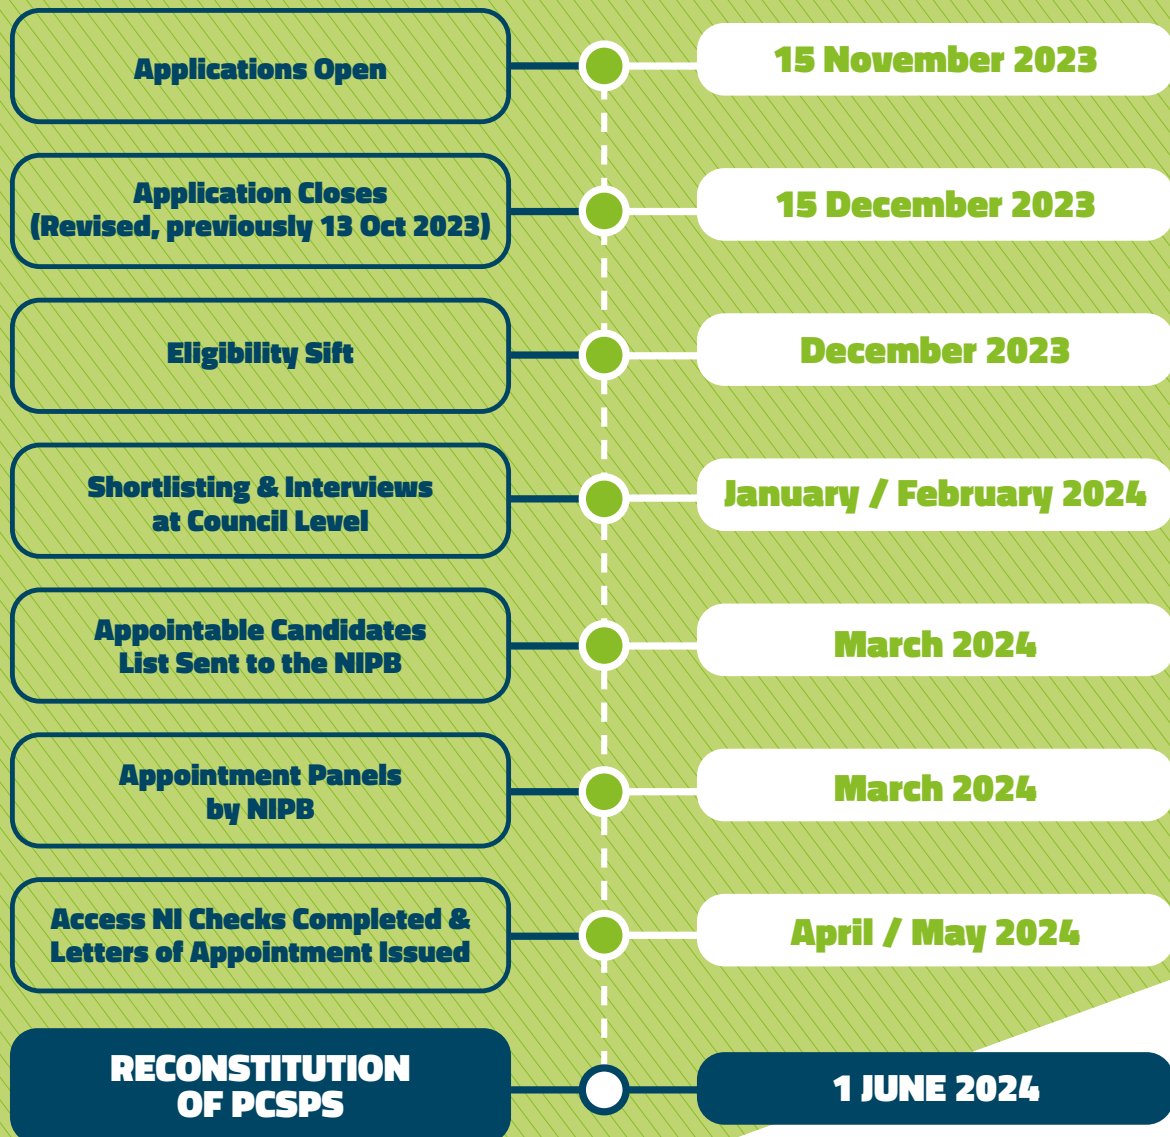 Applications Open
15 November 2023
Application Closes
(Revised, previously 13 Oct 2023)
15 December 2023
Eligibility Sift
December 2023
Shortlisting & Interviews
at Council Level
January / February 2024
Appointable Candidates
List Sent to the NIPB
March 2024
Appointment Panels
by NIPB
March 2024
Access NI Checks Completed &
Letters of Appointment Issued
April / May 2024
RECONSTITUTION
OF PCSPS
1 JUNE 2024